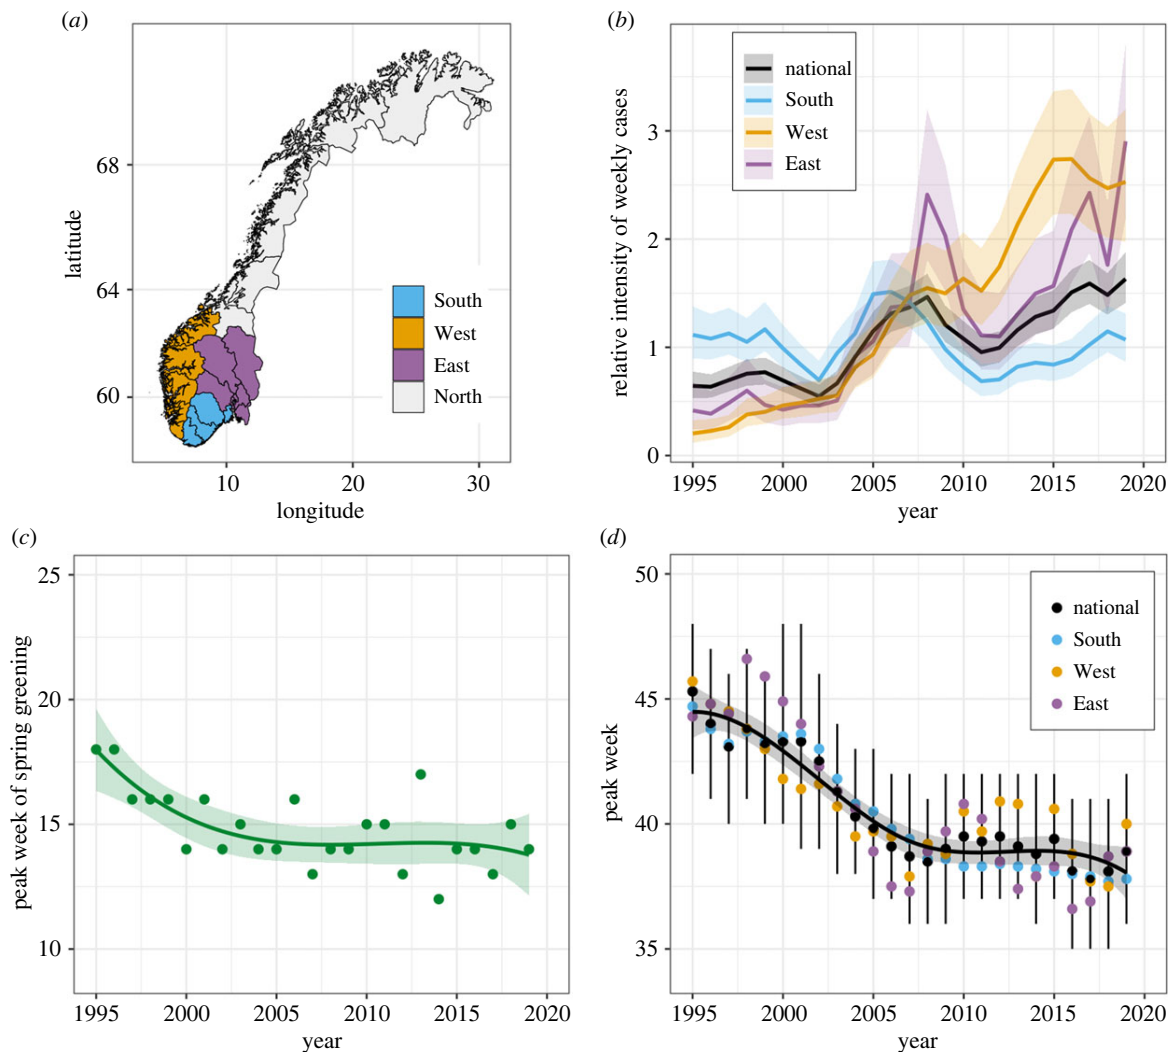 (a)
68
64
60
latitude
10
20
30
longitude
South
West
East
North
(b)
3
2
1
0
relative intensity of weekly cases
national
South
West
East
1995
2000
2005
2010
2015
2020
year
(c)
25
20
15
10
peak week of spring greening
1995
2000
2005
2010
2015
2020
year
(d)
50
45
40
35
peak week
national
South
West
East
1995
2000
2005
2010
2015
2020
year